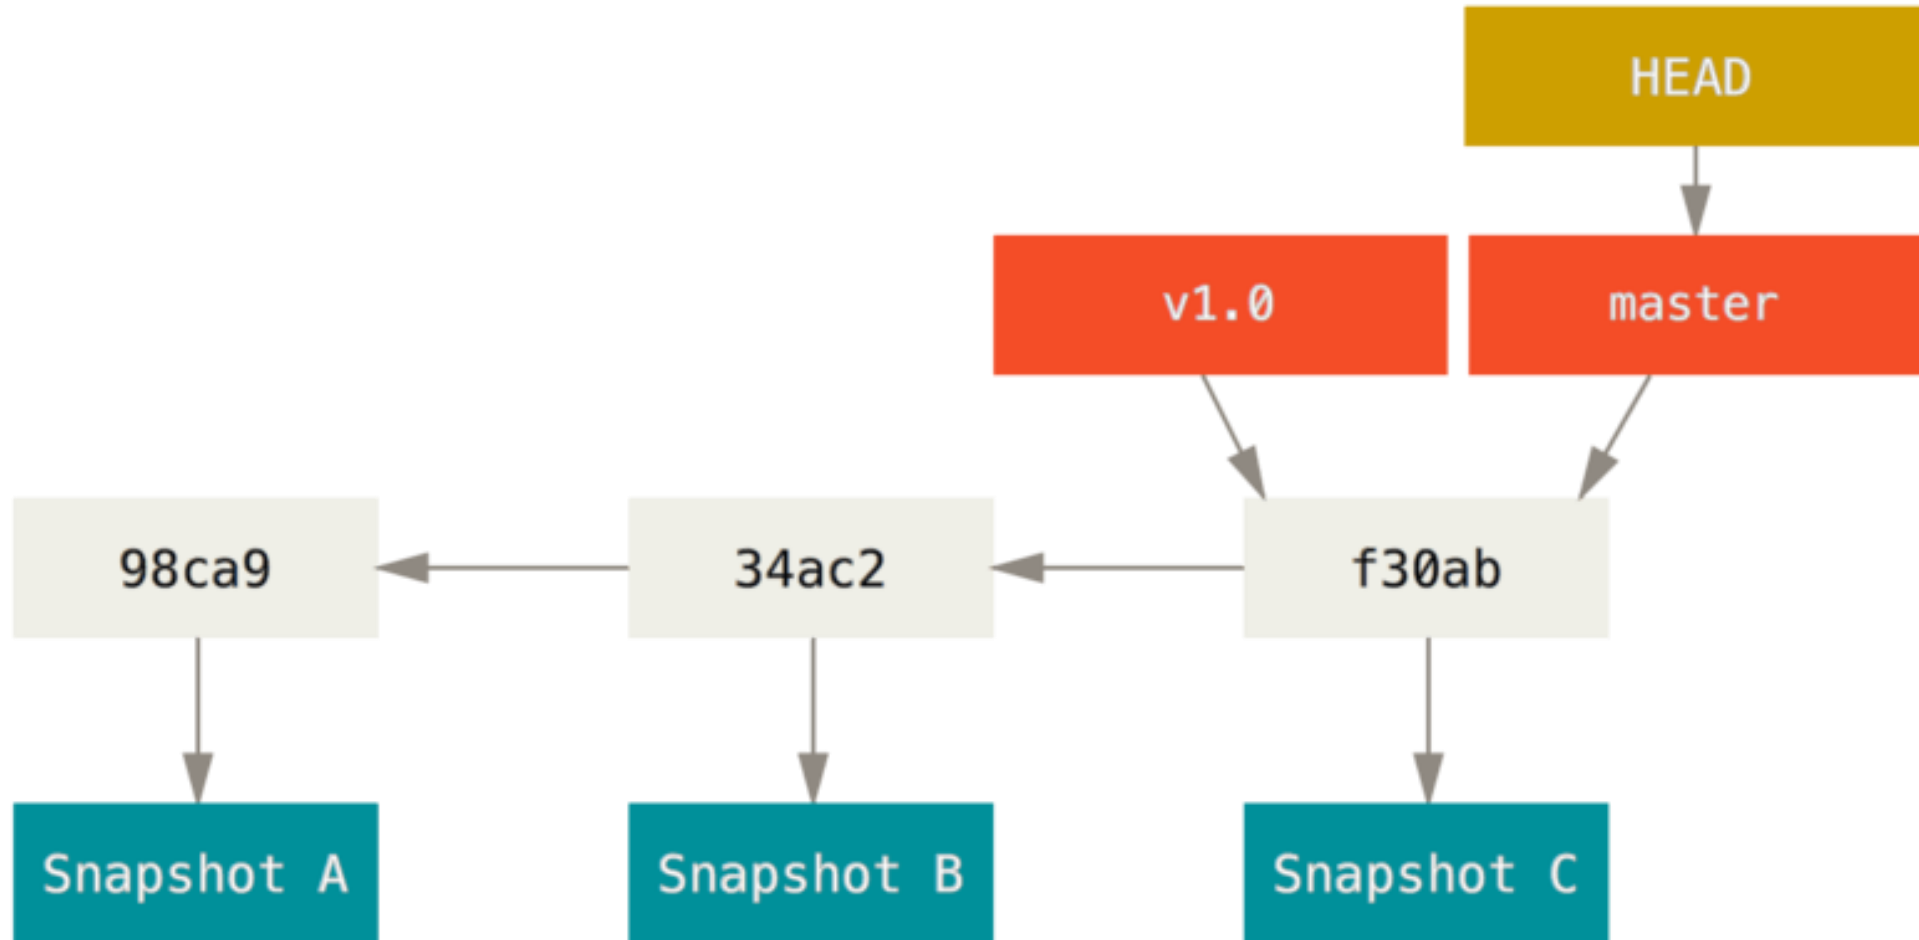 HEAD
v1.0
master
98ca9
34ac2
f30ab
Snapshot A
Snapshot B
Snapshot C